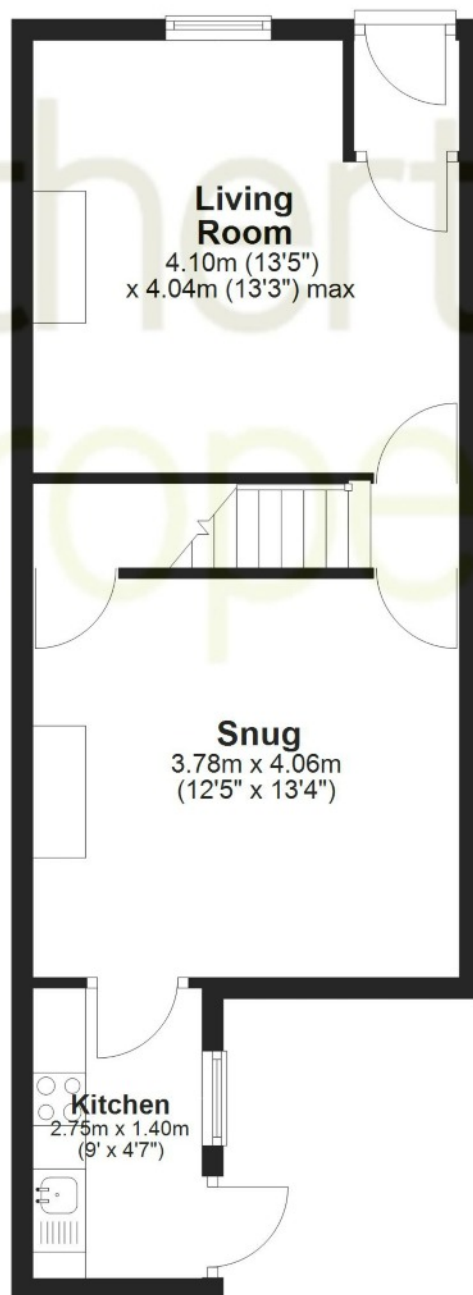 Living
Room
4.10m (13'5")
x 4.04m (13'3") max
Snug
3.78m x 4.06m
(12'5" x 13'4")
Kitchen
2.75m x 1.40m
(9' x 4'7")